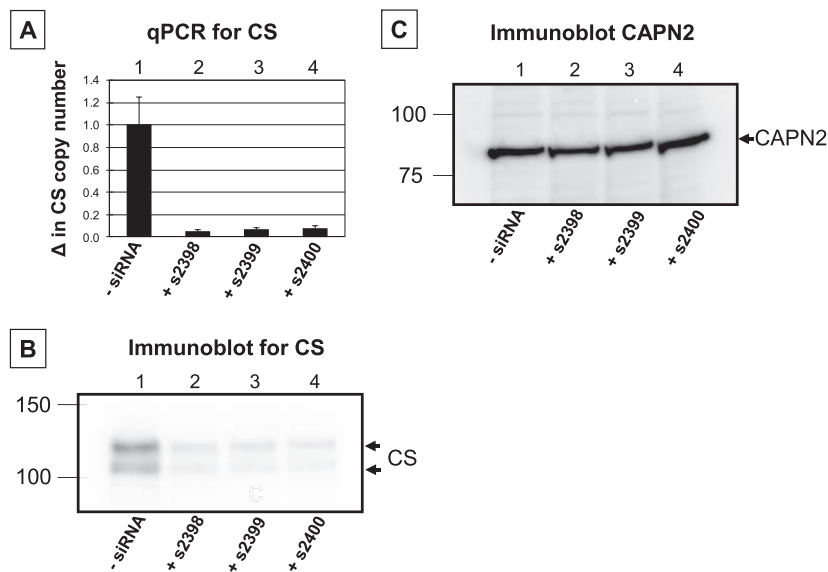 A
qPCR for CS
1 2 3 4
Δ in CS copy number
1.4
1.2
1.0
0.8
0.6
0.4
0.2
0.0
- siRNA
+ s2398
+ s2399
+ s2400
B
Immunoblot for CS
1 2 3 4
150
100
CS
C
- siRNA
+ s2398
+ s2399
+ s2400
C
Immunoblot CAPN2
1 2 3 4
100
75
CAPN2
- siRNA
+ s2398
+ s2399
+ s2400